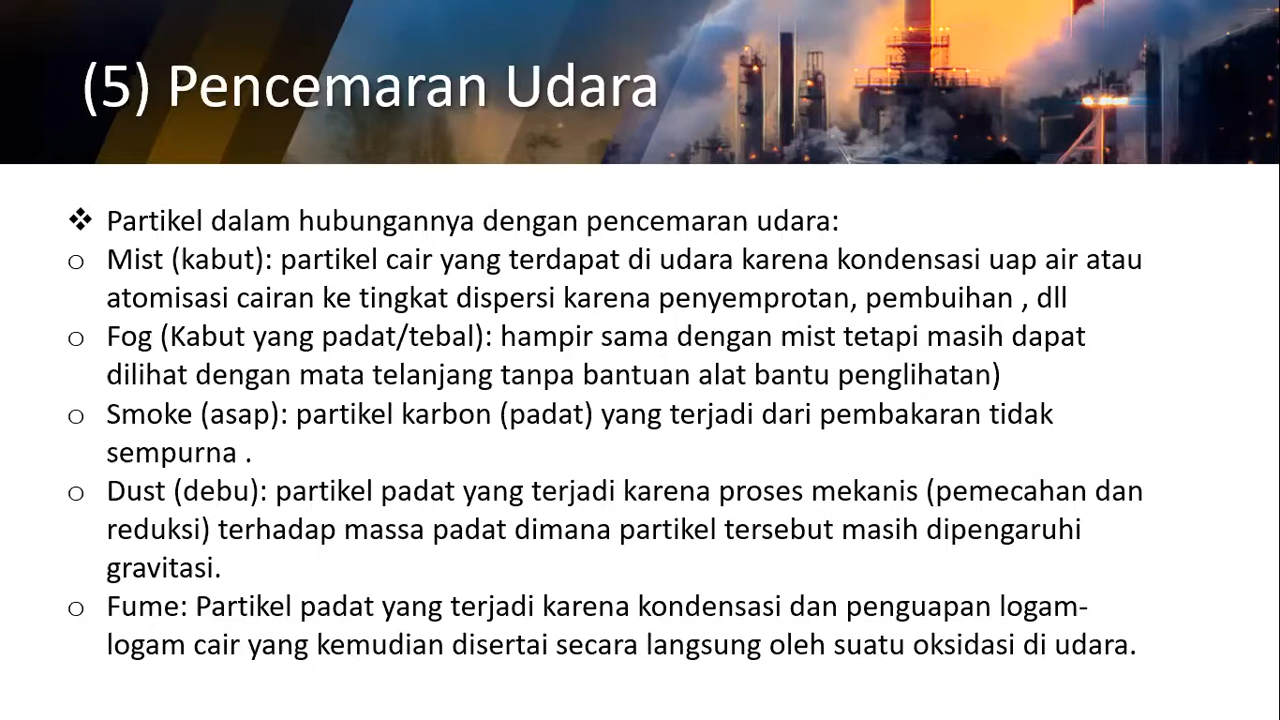 (5) Pencemaran Udara
❖ Partikel dalam hubungannya dengan pencemaran udara:
o Mist (kabut): partikel cair yang terdapat di udara karena kondensasi uap air atau
atomisasi cairan ke tingkat dispersi karena penyemprotan, pembuihan , dll
o Fog (Kabut yang padat/tebal): hampir sama dengan mist tetapi masih dapat
dilihat dengan mata telanjang tanpa bantuan alat bantu penglihatan)
o Smoke (asap): partikel karbon (padat) yang terjadi dari pembakaran tidak
sempurna .
o Dust (debu): partikel padat yang terjadi karena proses mekanis (pemecahan dan
reduksi) terhadap massa padat dimana partikel tersebut masih dipengaruhi
gravitasi.
o Fume: Partikel padat yang terjadi karena kondensasi dan penguapan logam-
logam cair yang kemudian disertai secara langsung oleh suatu oksidasi di udara.